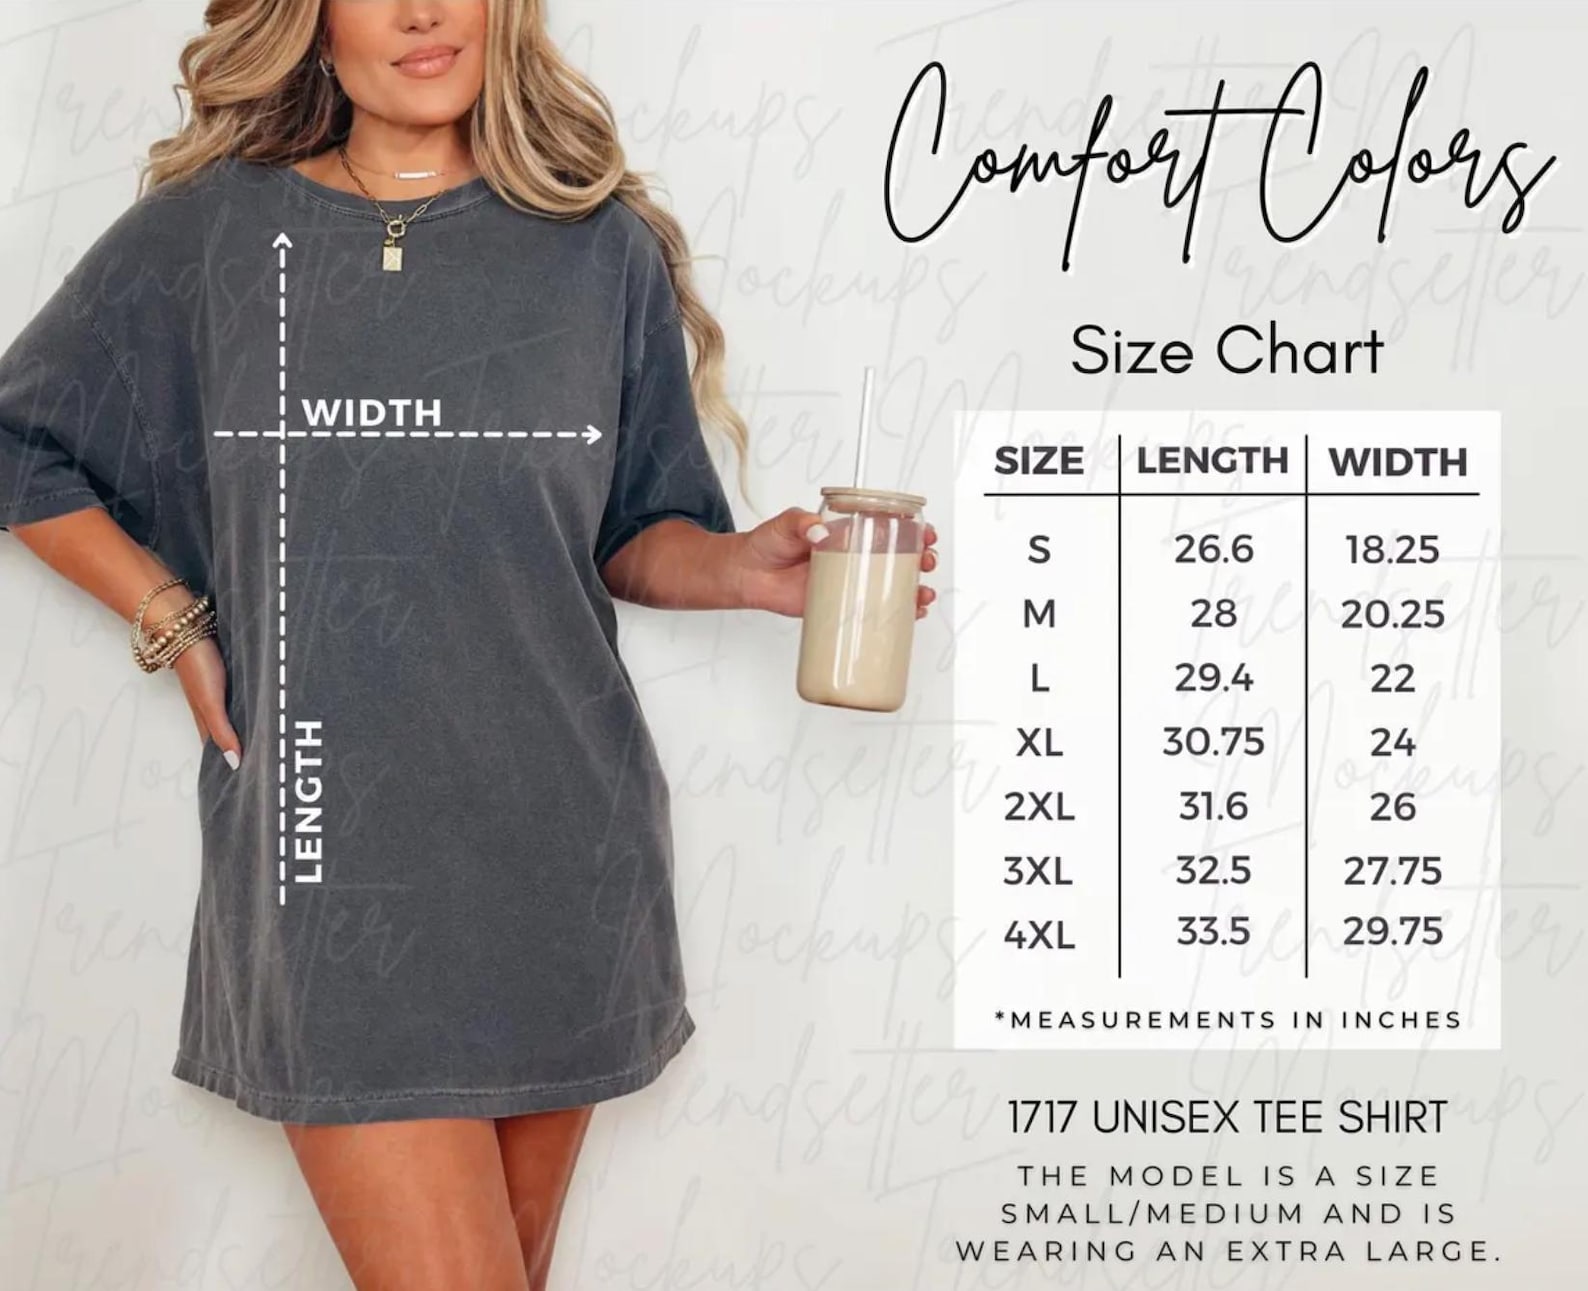 Comfort Colors
Size Chart
WIDTH
LENGTH
SIZE LENGTH WIDTH
S 26.6 18.25
M 28 20.25
L 29.4 22
XL 30.75 24
2XL 31.6 26
3XL 32.5 27.75
4XL 33.5 29.75
*MEASUREMENTS IN INCHES
1717 UNISEX TEE SHIRT
THE MODEL IS A SIZE
SMALL/MEDIUM AND IS
WEARING AN EXTRA LARGE.
Trendsetter Mockups